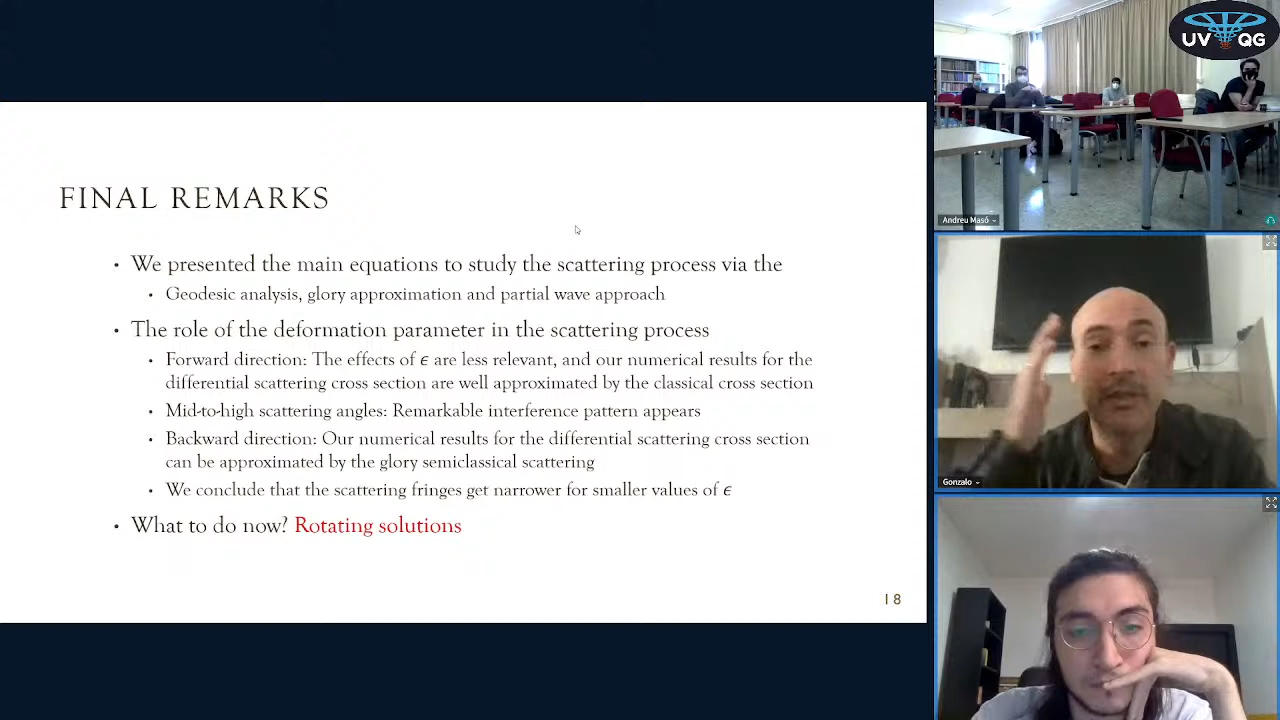 FINAL REMARKS
• We presented the main equations to study the scattering process via the
• Geodesic analysis, glory approximation and partial wave approach
• The role of the deformation parameter in the scattering process
• Forward direction: The effects of ϵ are less relevant, and our numerical results for the
differential scattering cross section are well approximated by the classical cross section
• Mid-to-high scattering angles: Remarkable interference pattern appears
• Backward direction: Our numerical results for the differential scattering cross section
can be approximated by the glory semiclassical scattering
• We conclude that the scattering fringes get narrower for smaller values of ϵ
• What to do now? Rotating solutions
18
UV QG
Andreu Masó
Gonzalo